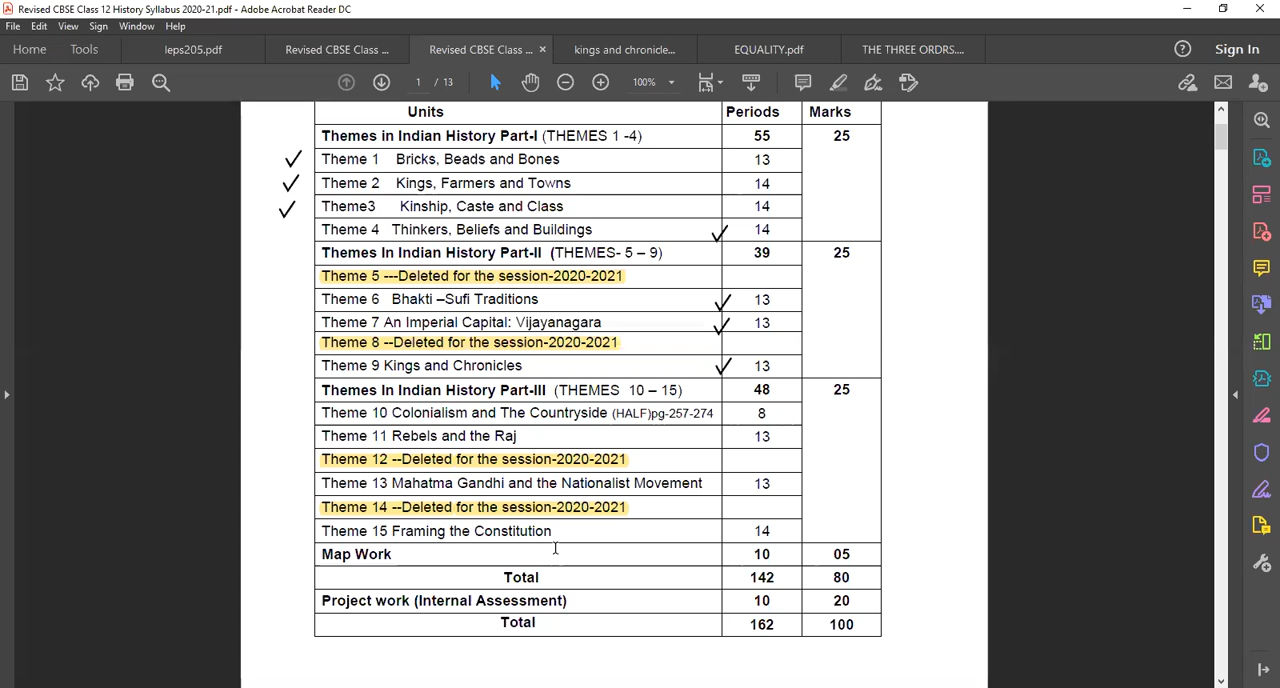 Revised CBSE Class 12 History Syllabus 2020-21.pdf - Adobe Acrobat Reader DC
File Edit View Sign Window Help
Home Tools leps205.pdf Revised CBSE Class ... Revised CBSE Class ... × kings and chronicle... EQUALITY.pdf THE THREE ORDRS.... ? Sign In
1 / 13 100%
Units Periods Marks
Themes in Indian History Part-I (THEMES 1 -4) 55 25
Theme 1 Bricks, Beads and Bones 13
Theme 2 Kings, Farmers and Towns 14
Theme3 Kinship, Caste and Class 14
Theme 4 Thinkers, Beliefs and Buildings 14
Themes In Indian History Part-II (THEMES- 5 – 9) 39 25
Theme 5 ---Deleted for the session-2020-2021
Theme 6 Bhakti –Sufi Traditions 13
Theme 7 An Imperial Capital: Vijayanagara 13
Theme 8 --Deleted for the session-2020-2021
Theme 9 Kings and Chronicles 13
Themes In Indian History Part-III (THEMES 10 – 15) 48 25
Theme 10 Colonialism and The Countryside (HALF)pg-257-274 8
Theme 11 Rebels and the Raj 13
Theme 12 --Deleted for the session-2020-2021
Theme 13 Mahatma Gandhi and the Nationalist Movement 13
Theme 14 --Deleted for the session-2020-2021
Theme 15 Framing the Constitution 14
Map Work 10 05
Total 142 80
Project work (Internal Assessment) 10 20
Total 162 100